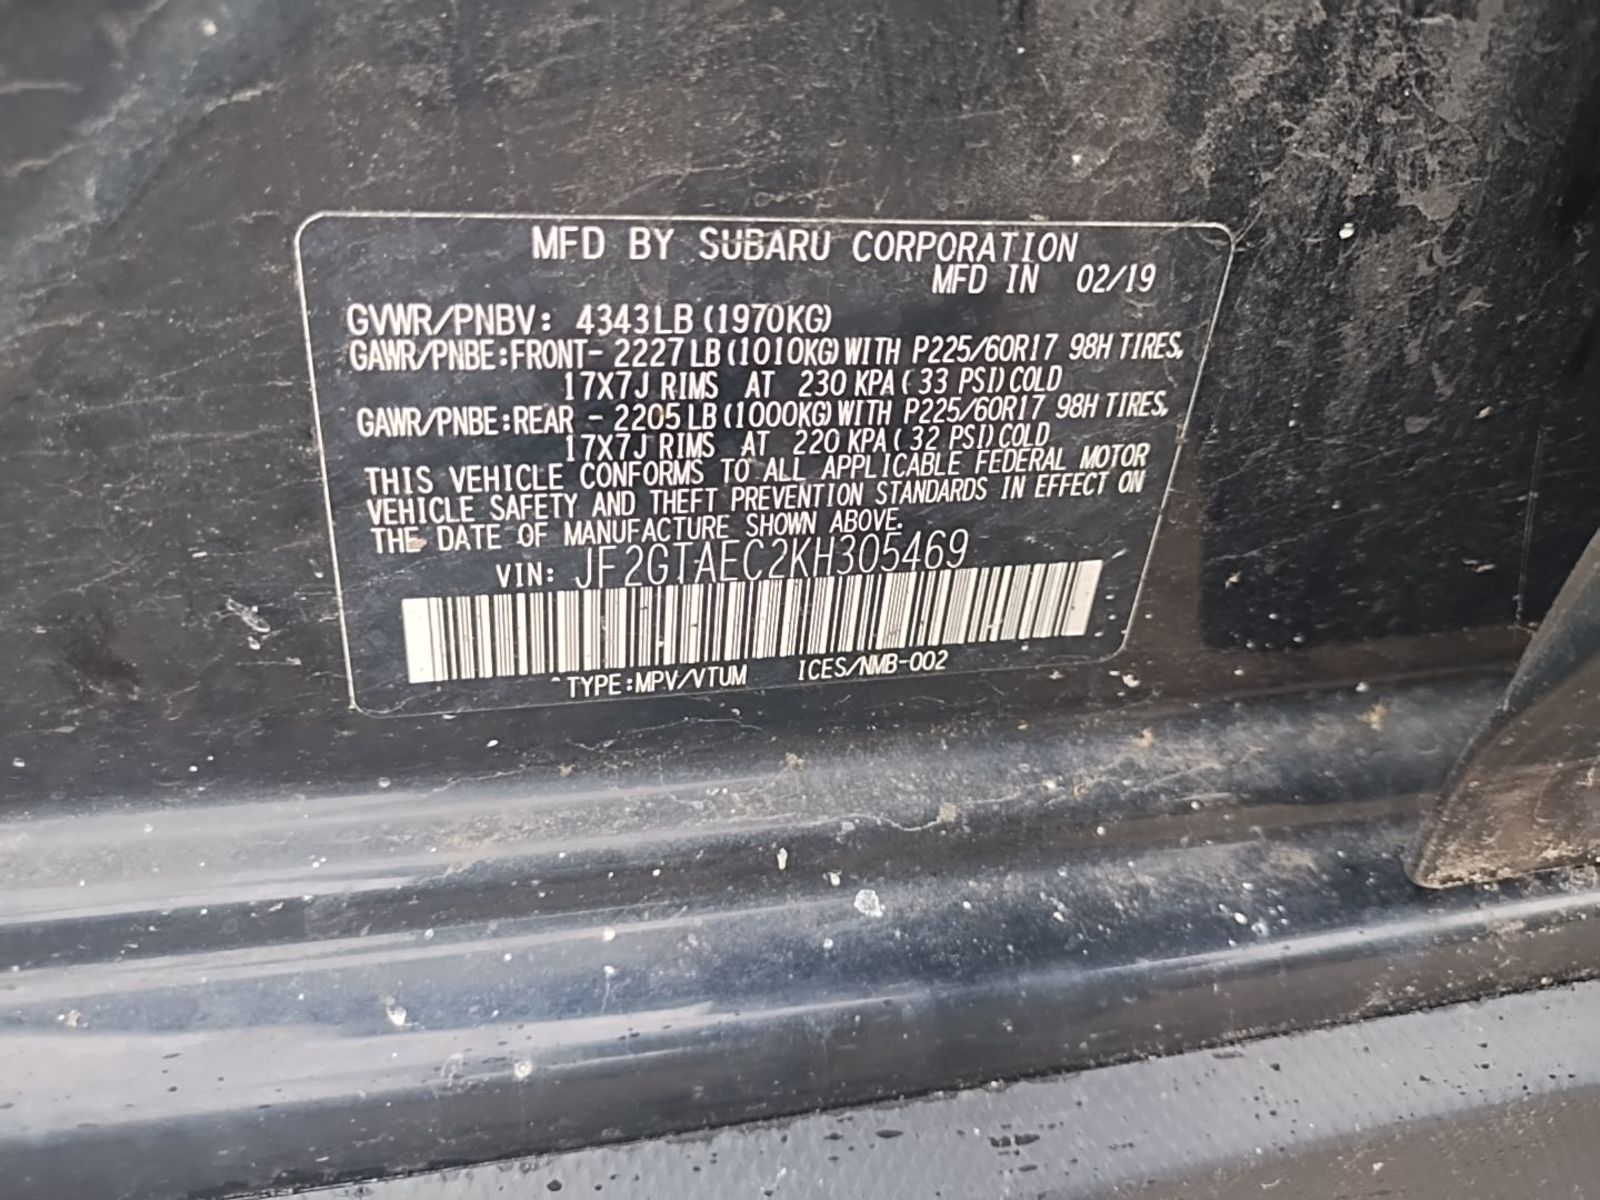 MFD BY SUBARU CORPORATION
MFD IN 02/19
GVWR/PNBV: 4343LB (1970KG)
GAWR/PNBE:FRONT- 2227LB(1010KG)WITH P225/60R17 98H TIRES,
17X7J RIMS AT 230 KPA( 33 PSI)COLD
GAWR/PNBE:REAR - 2205LB(1000KG)WITH P225/60R17 98H TIRES,
17X7J RIMS AT 220 KPA( 32 PSI)COLD
THIS VEHICLE CONFORMS TO ALL APPLICABLE FEDERAL MOTOR
VEHICLE SAFETY AND THEFT PREVENTION STANDARDS IN EFFECT ON
THE DATE OF MANUFACTURE SHOWN ABOVE.
VIN: JF2GTAEC2KH305469
TYPE:MPV/VTUM ICES/NMB-002